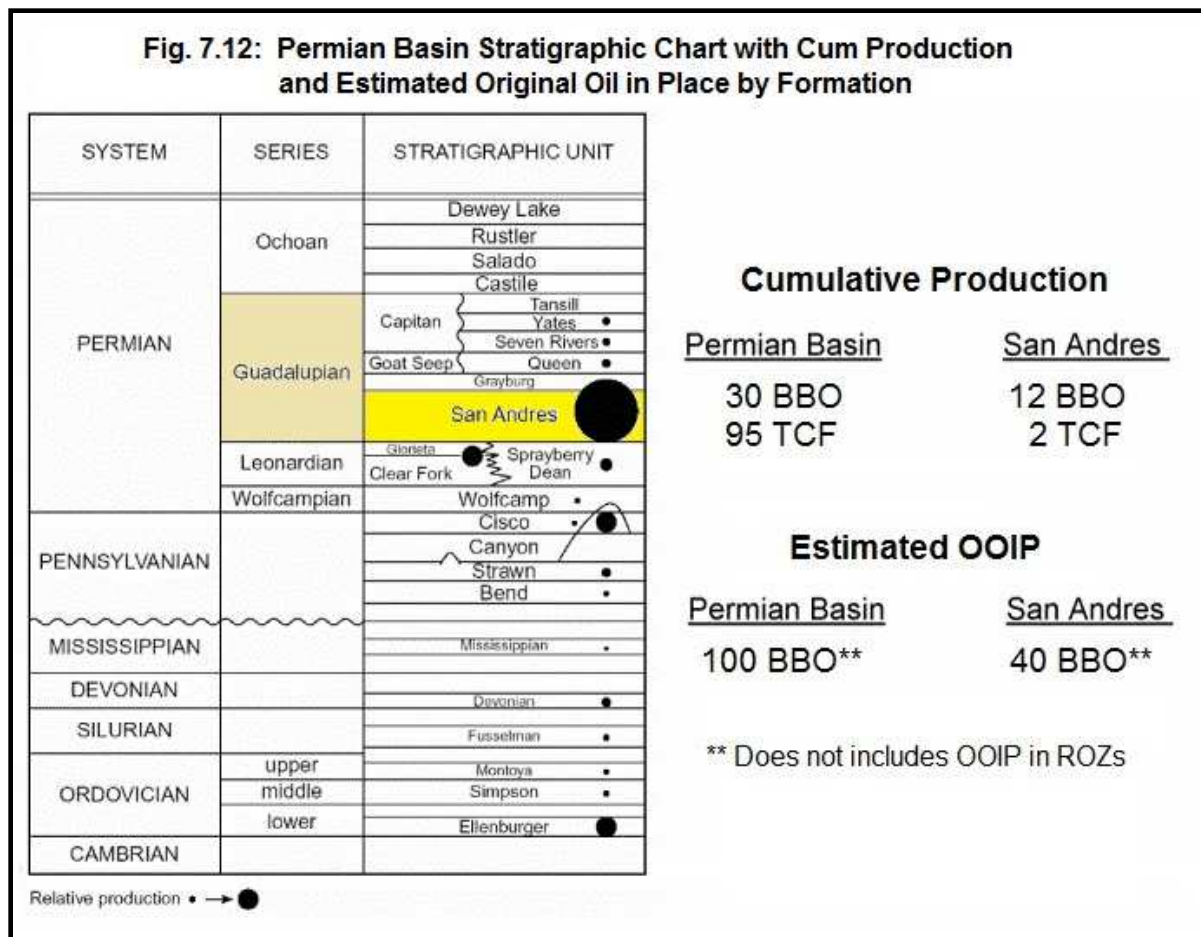 Fig. 7.12: Permian Basin Stratigraphic Chart with Cum Production
and Estimated Original Oil in Place by Formation
SYSTEM SERIES STRATIGRAPHIC UNIT
PERMIAN
Ochoan
Dewey Lake
Rustler
Salado
Castile
Guadalupian
Capitan
Tansill
Yates
Seven Rivers
Goat Seep Queen
Grayburg
San Andres
Leonardian
Glorieta
Clear Fork
Sprayberry
Dean
Wolfcampian Wolfcamp
PENNSYLVANIAN
Cisco
Canyon
Strawn
Bend
MISSISSIPPIAN Mississippian
DEVONIAN
Devonian
SILURIAN
Fusselman
ORDOVICIAN
upper Montoya
middle Simpson
lower Ellenburger
CAMBRIAN
Relative production
Cumulative Production
Permian Basin San Andres
30 BBO 12 BBO
95 TCF 2 TCF
Estimated OOIP
Permian Basin San Andres
100 BBO** 40 BBO**
** Does not includes OOIP in ROZs